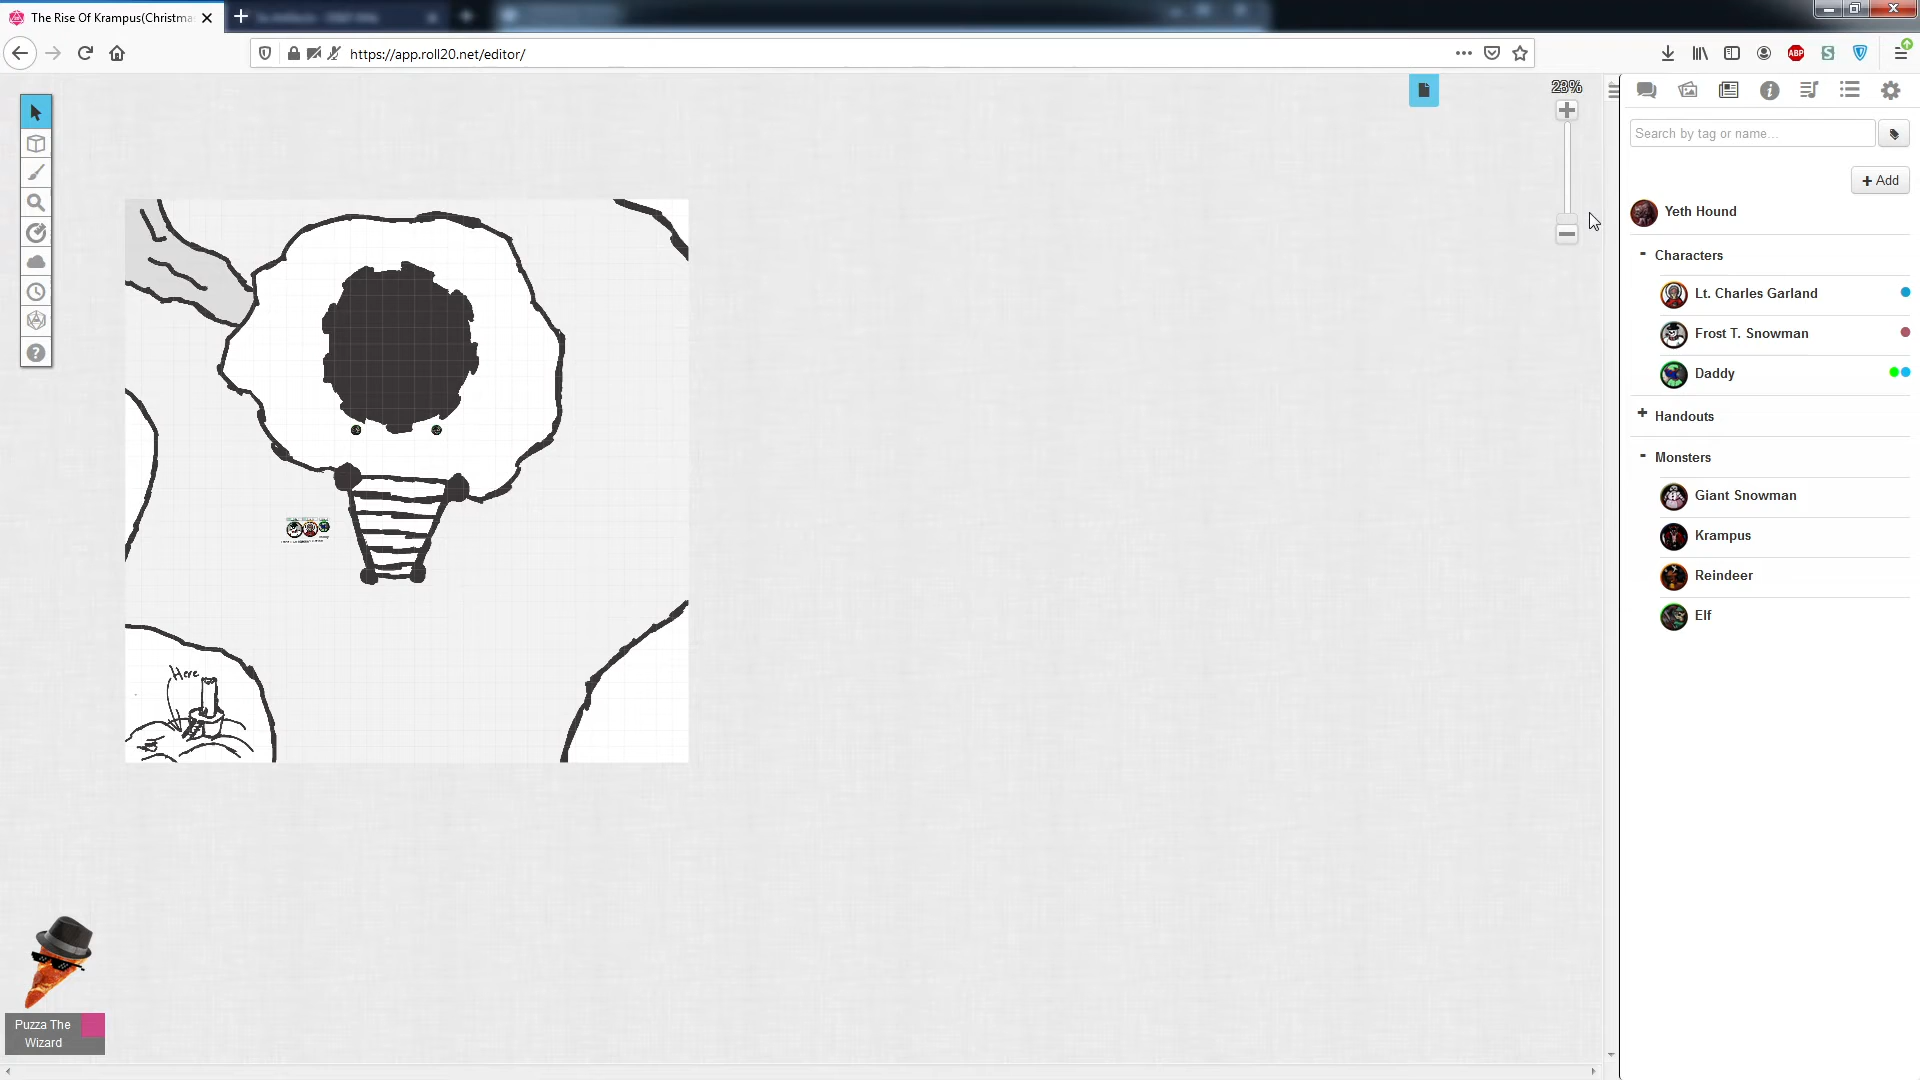 The Rise Of Krampus(Christma
https://app.roll20.net/editor/
23%
Search by tag or name...
+ Add
Yeth Hound
- Characters
Lt. Charles Garland
Frost T. Snowman
Daddy
+ Handouts
- Monsters
Giant Snowman
Krampus
Reindeer
Elf
Here
Puzza The
Wizard
ABP